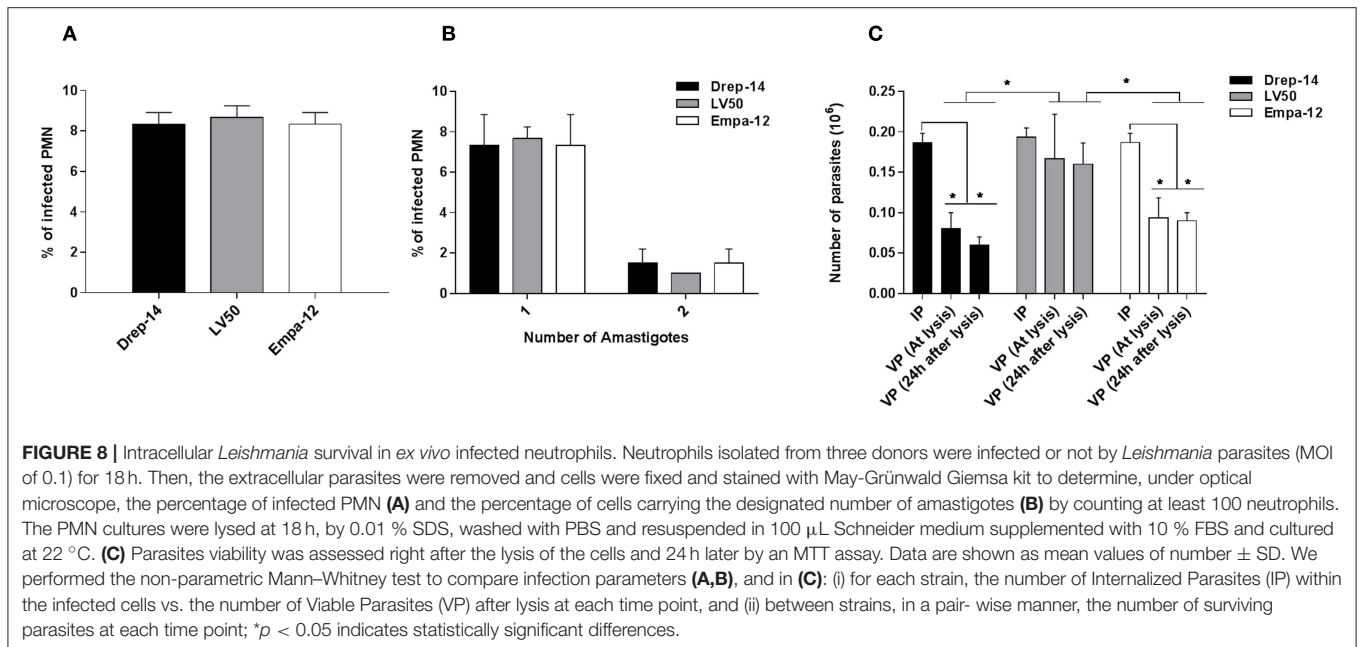 A
B
C
10
8
6
4
2
0
% of infected PMN
Drep-14
LV50
Empa-12
10
8
6
4
2
0
% of infected PMN
1
2
Number of Amastigotes
Drep-14
LV50
Empa-12
0.25
0.20
0.15
0.10
0.05
0.00
Number of parasites (10⁶)
*
*
* *
* *
IP
VP (At lysis)
VP (24h after lysis)
IP
VP (At lysis)
VP (24h after lysis)
IP
VP (At lysis)
VP (24h after lysis)
Drep-14
LV50
Empa-12
FIGURE 8 | Intracellular Leishmania survival in ex vivo infected neutrophils. Neutrophils isolated from three donors were infected or not by Leishmania parasites (MOI
of 0.1) for 18 h. Then, the extracellular parasites were removed and cells were fixed and stained with May-Grünwald Giemsa kit to determine, under optical
microscope, the percentage of infected PMN (A) and the percentage of cells carrying the designated number of amastigotes (B) by counting at least 100 neutrophils.
The PMN cultures were lysed at 18 h, by 0.01 % SDS, washed with PBS and resuspended in 100 μL Schneider medium supplemented with 10 % FBS and cultured
at 22 °C. (C) Parasites viability was assessed right after the lysis of the cells and 24 h later by an MTT assay. Data are shown as mean values of number ± SD. We
performed the non-parametric Mann–Whitney test to compare infection parameters (A,B), and in (C): (i) for each strain, the number of Internalized Parasites (IP) within
the infected cells vs. the number of Viable Parasites (VP) after lysis at each time point, and (ii) between strains, in a pair- wise manner, the number of surviving
parasites at each time point; *p < 0.05 indicates statistically significant differences.